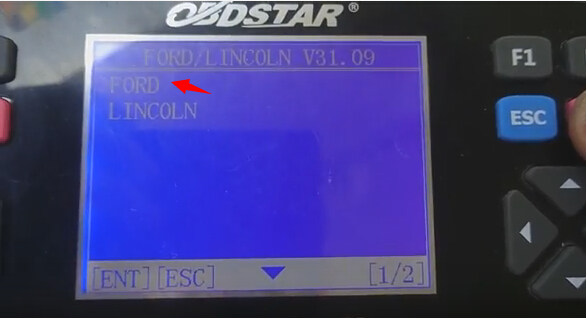 OBDSTAR®
FORD/LINCOLN V31.09
FORD
LINCOLN
[ENT] [ESC] [1/2]
F1
ESC